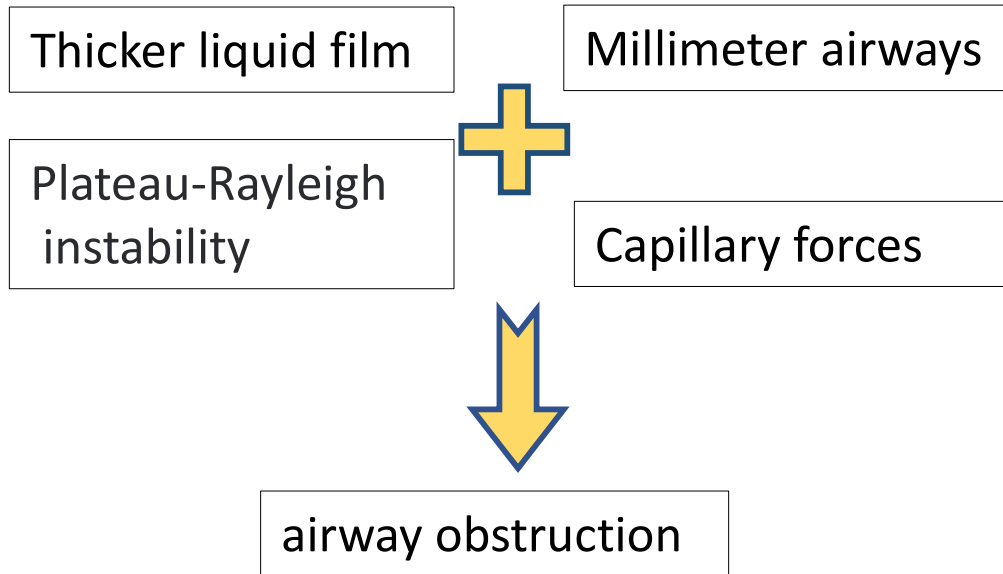 Thicker liquid film
Millimeter airways
Plateau-Rayleigh
instability
Capillary forces
airway obstruction